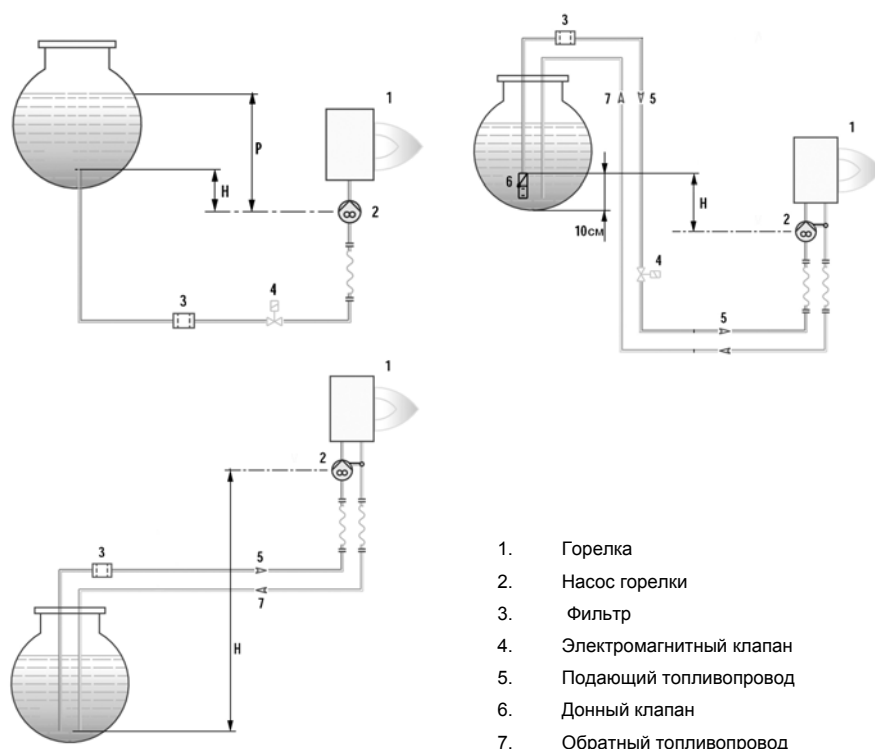 1
P
H
2
3
4
3
7
5
1
6
H
2
10см
4
5
1
2
3
5
7
H
1. Горелка
2. Насос горелки
3. Фильтр
4. Электромагнитный клапан
5. Подающий топливопровод
6. Донный клапан
7. Обратный топливопровод